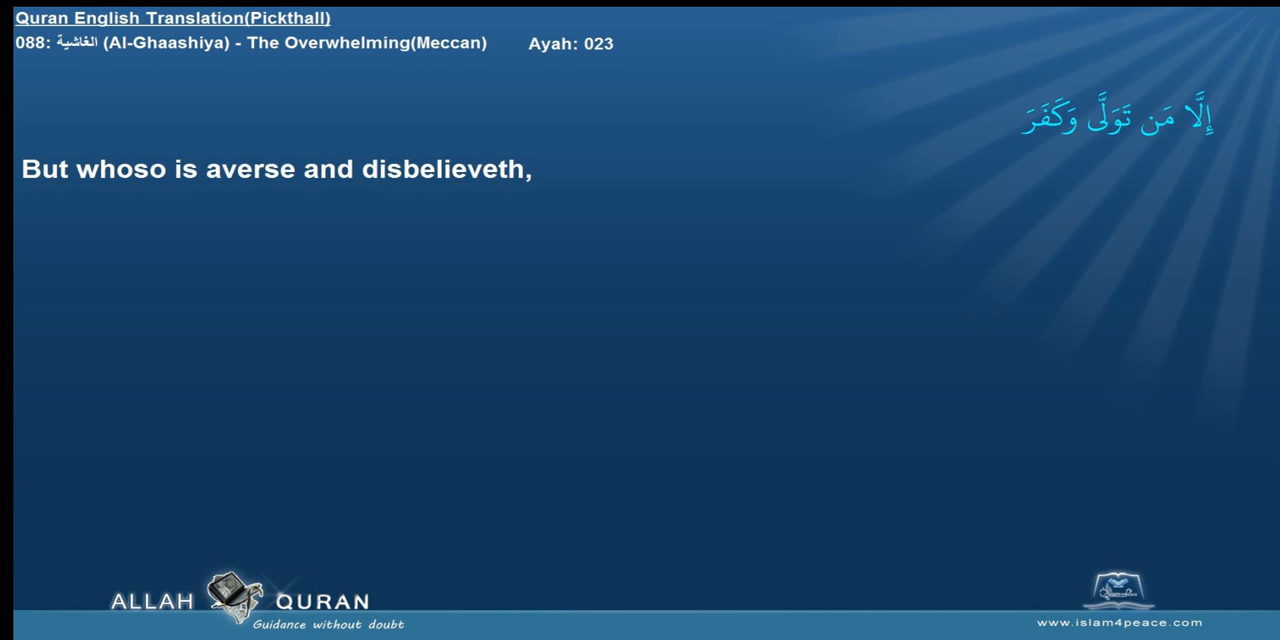 Quran English Translation(Pickthall)
088: الغاشية (Al-Ghaashiya) - The Overwhelming(Meccan) Ayah: 023
إِلَّا مَن تَوَلَّى وَكَفَرَ
But whoso is averse and disbelieveth,
ALLAH QURAN
Guidance without doubt
www.islam4peace.com